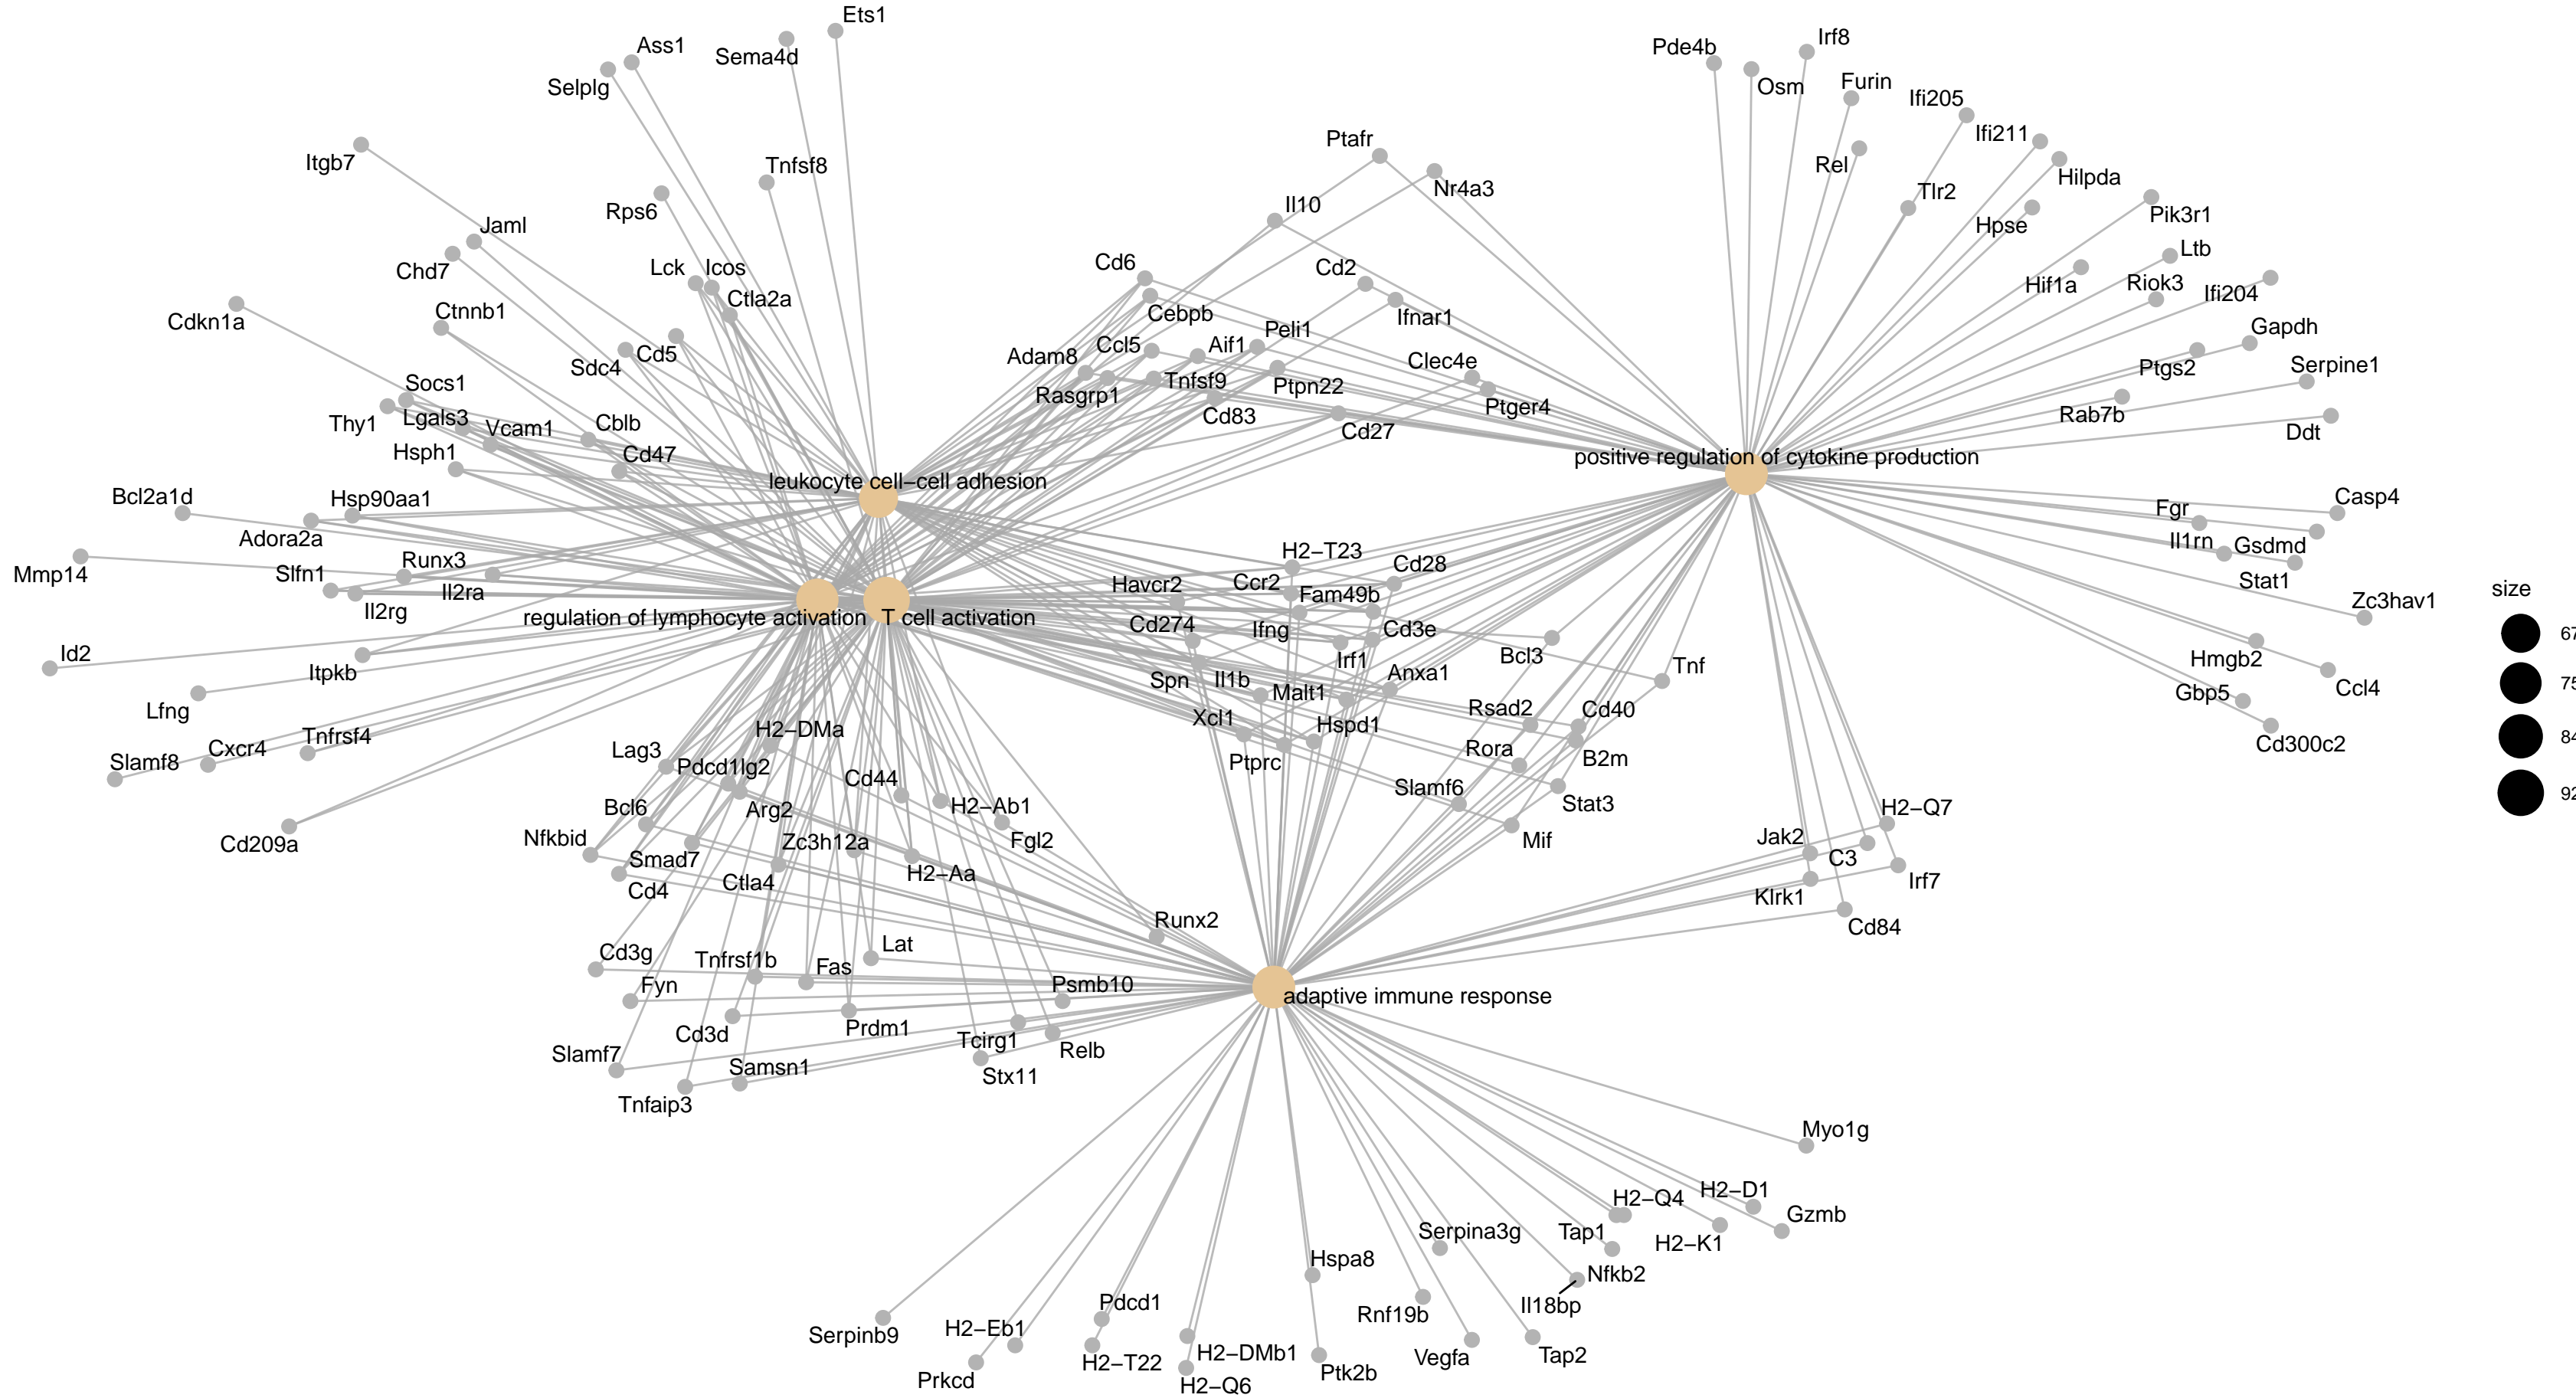 Ets1
Ass1
Sema4d
Selplg
Pde4b
Irf8
Osm
Furin
Ifi205
Ifi211
Ptafr
Itgb7
Tnfsf8
Rel
Hilpda
Nr4a3
Tlr2
Rps6
Il10
Pik3r1
Jaml
Hpse
Ltb
Chd7
Lck
Icos
Cd6
Cd2
Hif1a
Riok3
Ifi204
Ctla2a
Cdkn1a
Ctnnb1
Cebpb
Ifnar1
Peli1
Gapdh
Sdc4
Cd5
Adam8
Ccl5
Aif1
Clec4e
Ptgs2
Serpine1
Socs1
Rasgrp1
Tnfsf9
Ptpn22
Ptger4
Thy1
Lgals3
Vcam1
Cblb
Cd83
Cd27
Rab7b
Ddt
Hsph1
Cd47
positive regulation of cytokine production
leukocyte cell−cell adhesion
Bcl2a1d
Hsp90aa1
Casp4
Fgr
Adora2a
Il1rn
Gsdmd
H2−T23
Cd28
Mmp14
Slfn1
Runx3
Il2ra
Havcr2
Ccr2
Fam49b
Stat1
size
Il2rg
regulation of lymphocyte activation
T cell activation
Cd274
Ifng
Cd3e
Zc3hav1
67
Id2
Itpkb
Irf1
Bcl3
Tnf
Hmgb2
Spn
Il1b
Malt1
Anxa1
Ccl4
75
Lfng
Gbp5
Xcl1
Hspd1
Rsad2
Cd40
Slamf8
Cxcr4
Tnfrsf4
H2−DMa
Lag3
Pdcd1lg2
Ptprc
Rora
B2m
Cd300c2
84
Cd44
Slamf6
Stat3
92
Bcl6
Arg2
H2−Ab1
H2−Q7
Cd209a
Nfkbid
Smad7
Zc3h12a
Fgl2
Mif
Jak2
C3
Cd4
Ctla4
H2−Aa
Klrk1
Irf7
Runx2
Cd84
Cd3g
Tnfrsf1b
Fas
Lat
Fyn
Psmb10
adaptive immune response
Cd3d
Prdm1
Tcirg1
Relb
Slamf7
Samsn1
Stx11
Tnfaip3
Myo1g
H2−Q4
H2−D1
Gzmb
Serpina3g
Tap1
H2−K1
Hspa8
Nfkb2
Il18bp
Rnf19b
Pdcd1
Serpinb9
H2−Eb1
H2−T22
H2−DMb1
Vegfa
Tap2
Prkcd
H2−Q6
Ptk2b